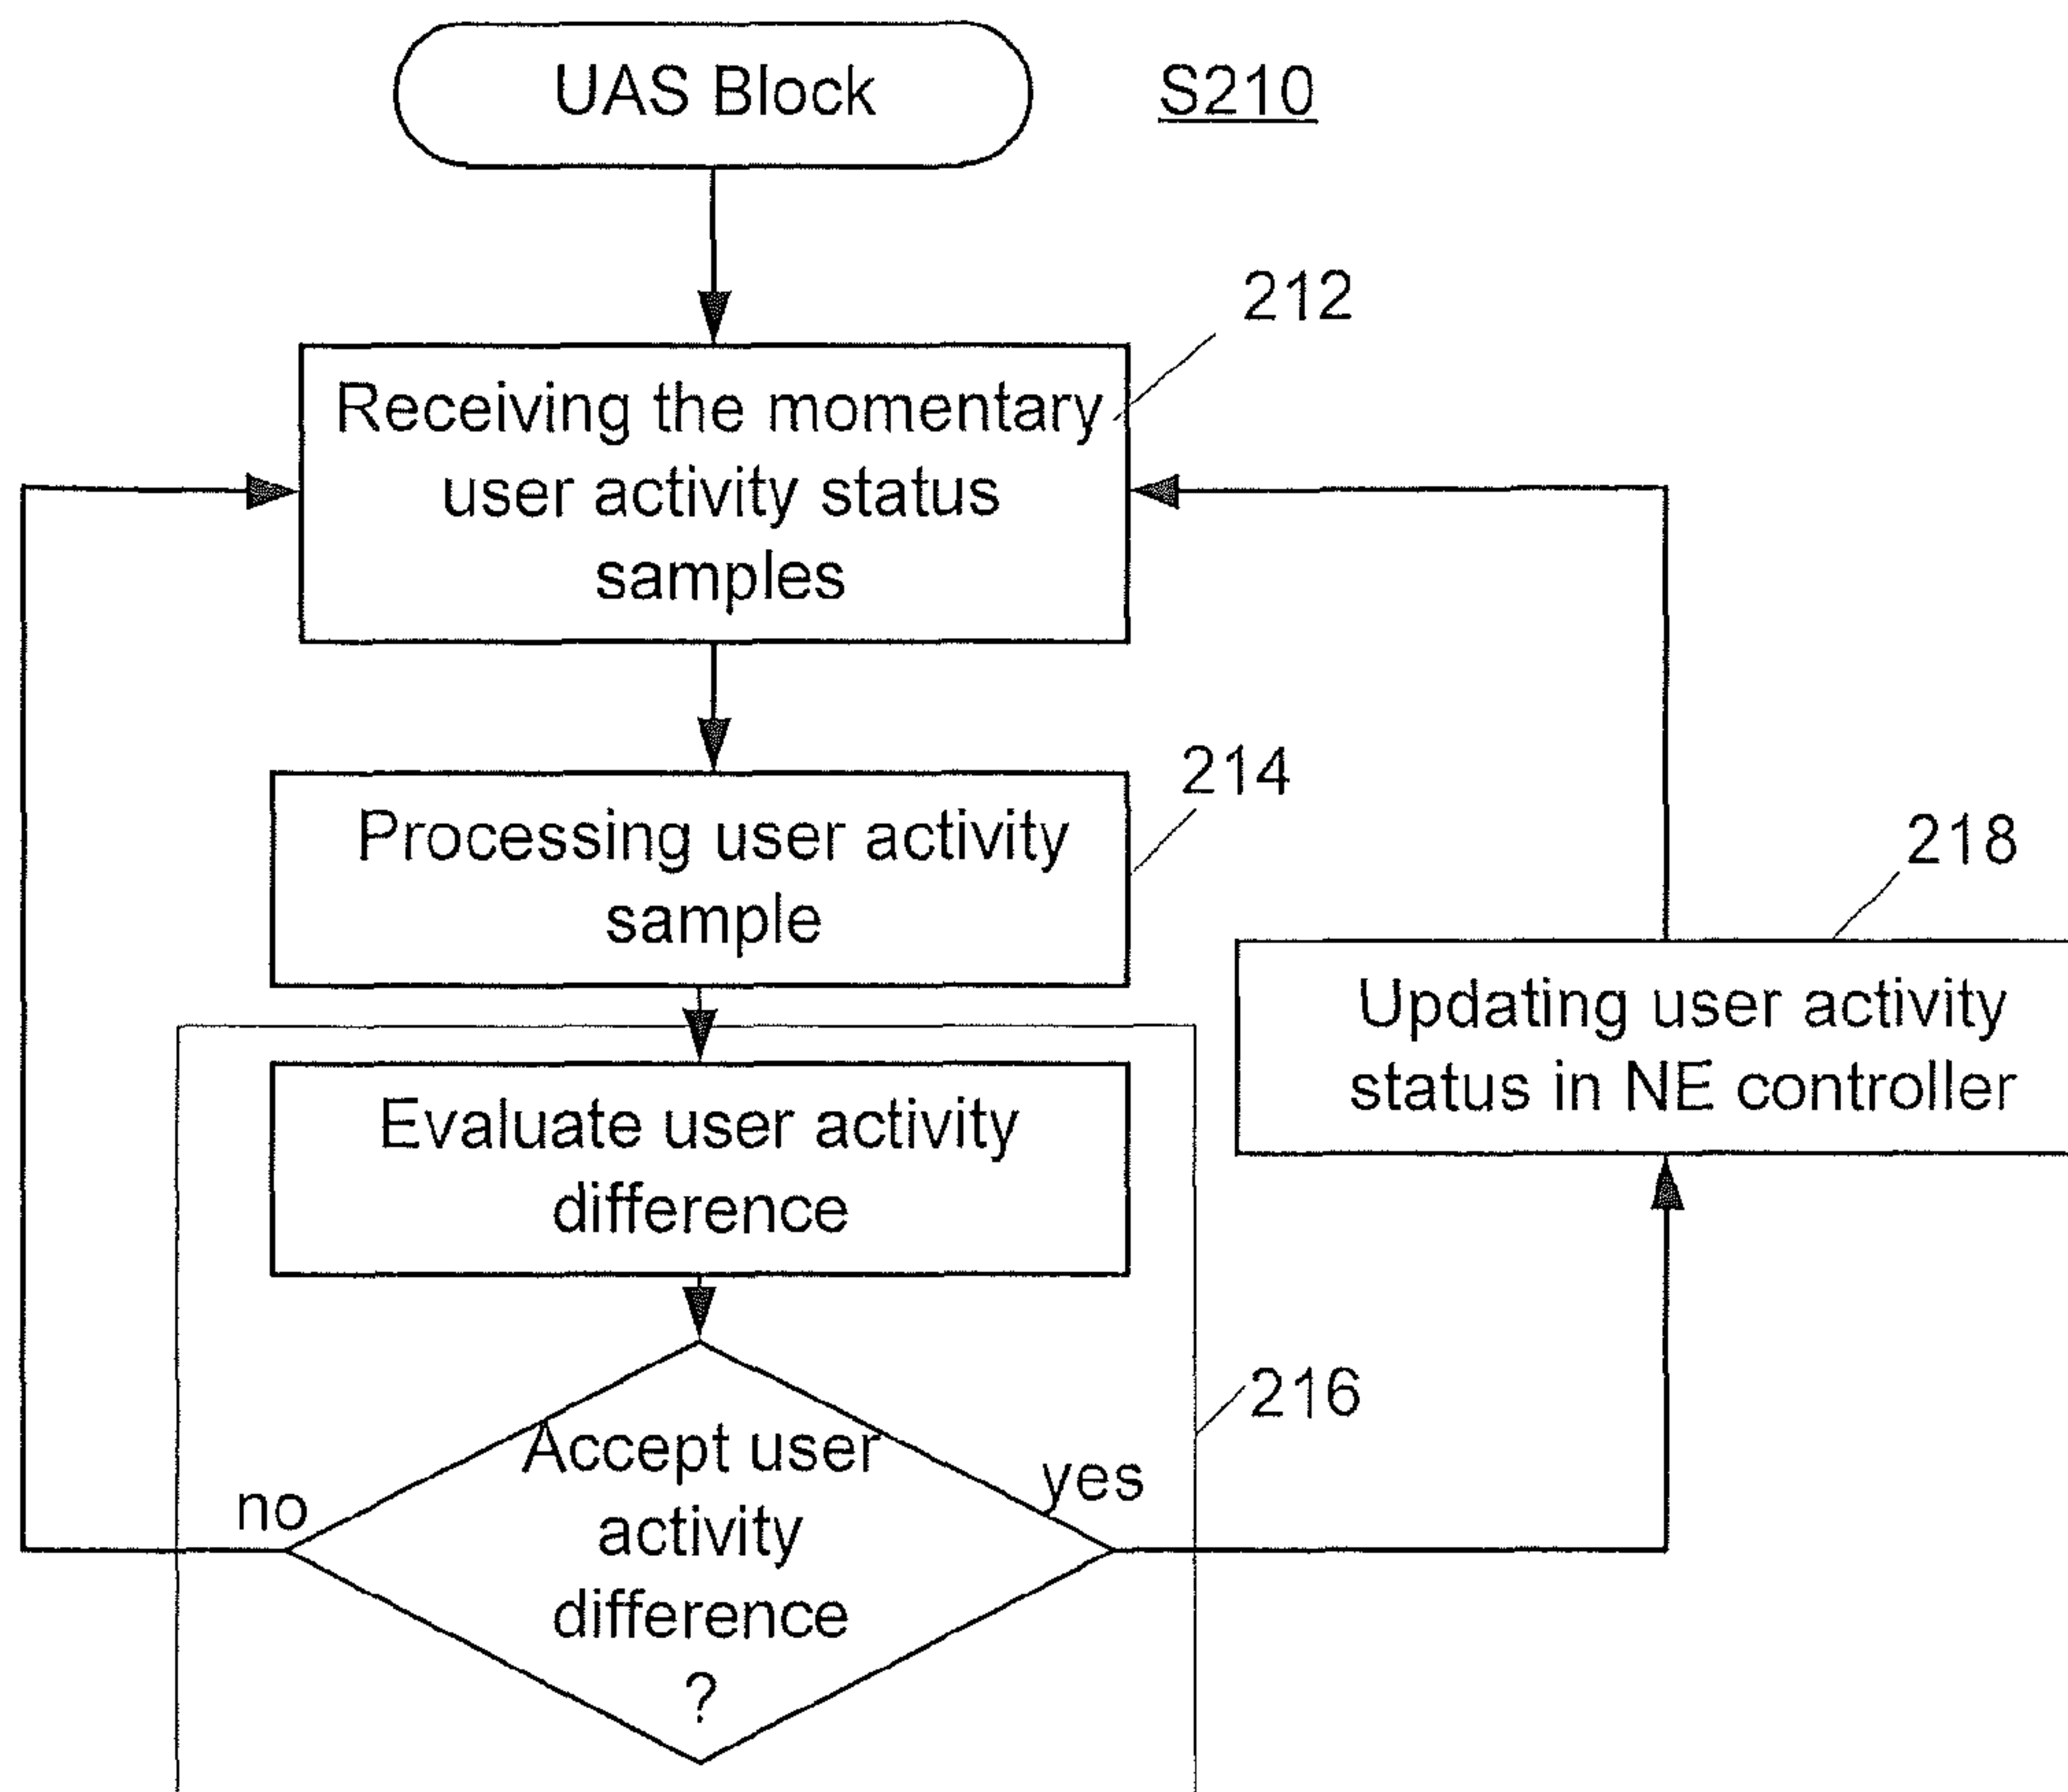 UAS Block
S210
212
Receiving the momentary
user activity status
samples
214
Processing user activity
sample
218
Updating user activity
status in NE controller
Evaluate user activity
difference
216
Accept user
activity
difference
?
no
yes